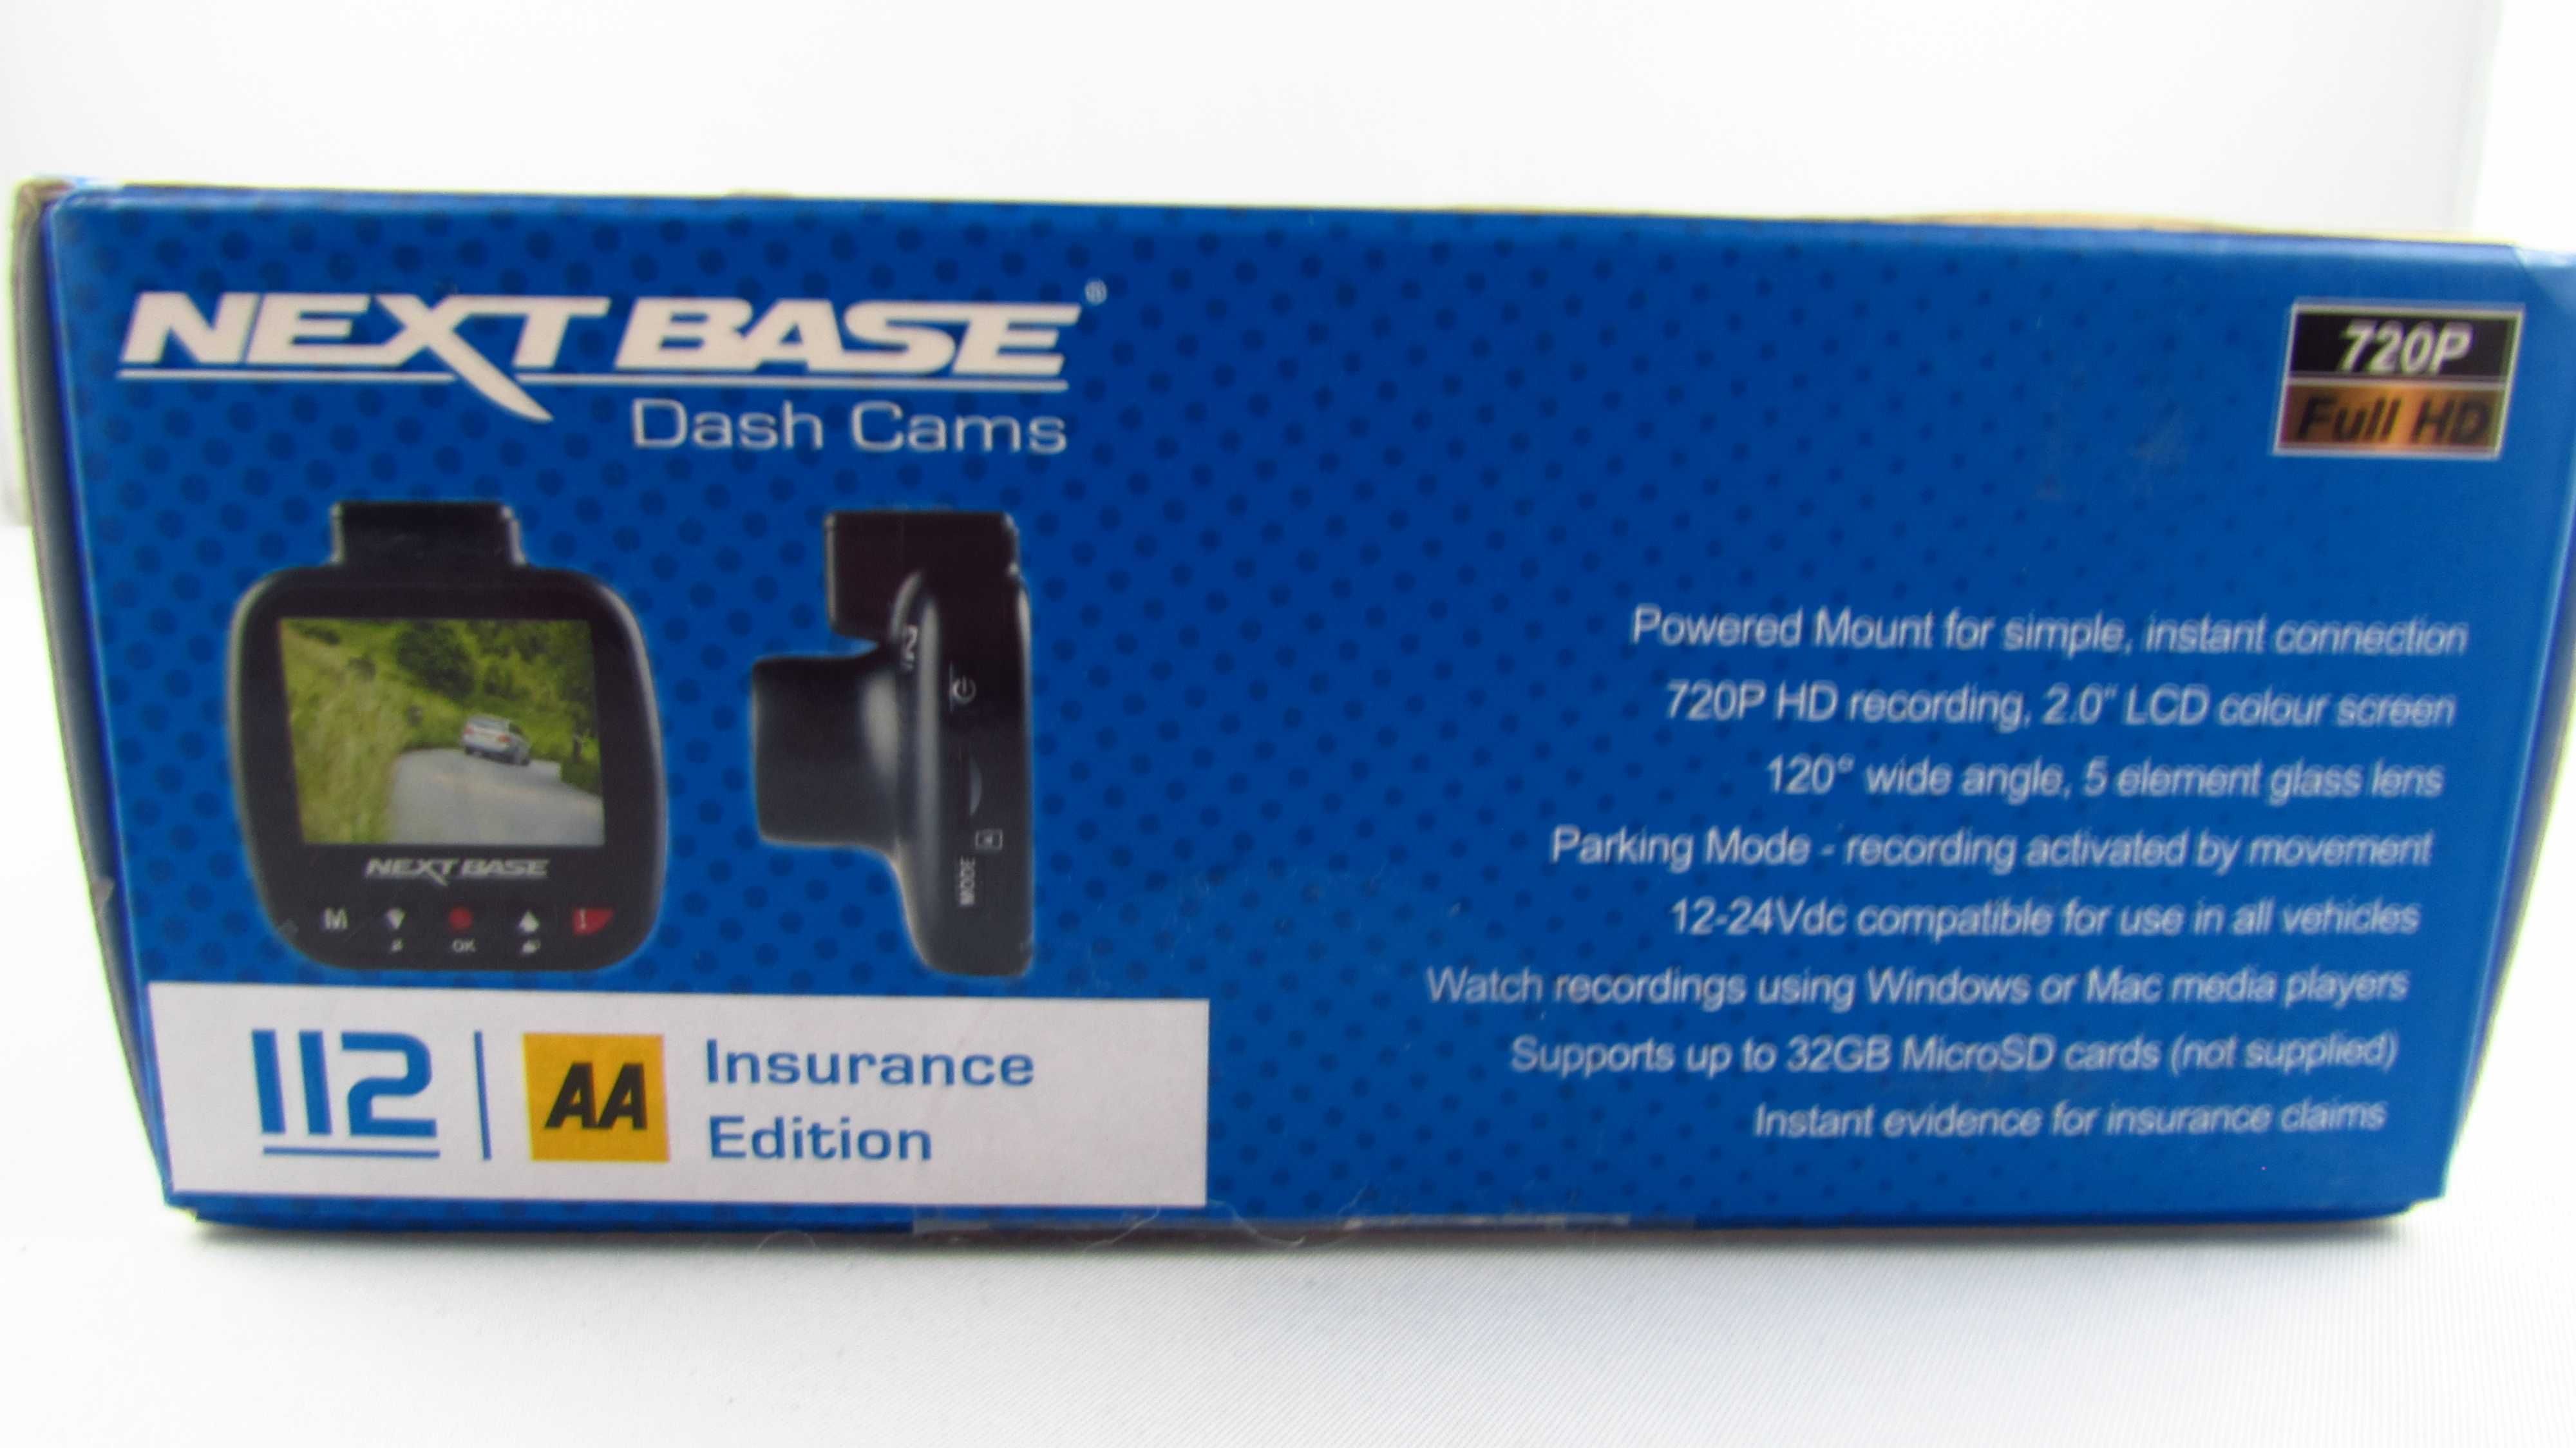 NEXTBASE®
Dash Cams
720P
Full HD
NEXTBASE
M
OK
MODE
Powered Mount for simple, instant connection
720P HD recording, 2.0" LCD colour screen
120° wide angle, 5 element glass lens
Parking Mode - recording activated by movement
12-24Vdc compatible for use in all vehicles
Watch recordings using Windows or Mac media players
Supports up to 32GB MicroSD cards (not supplied)
Instant evidence for insurance claims
112
AA
Insurance
Edition